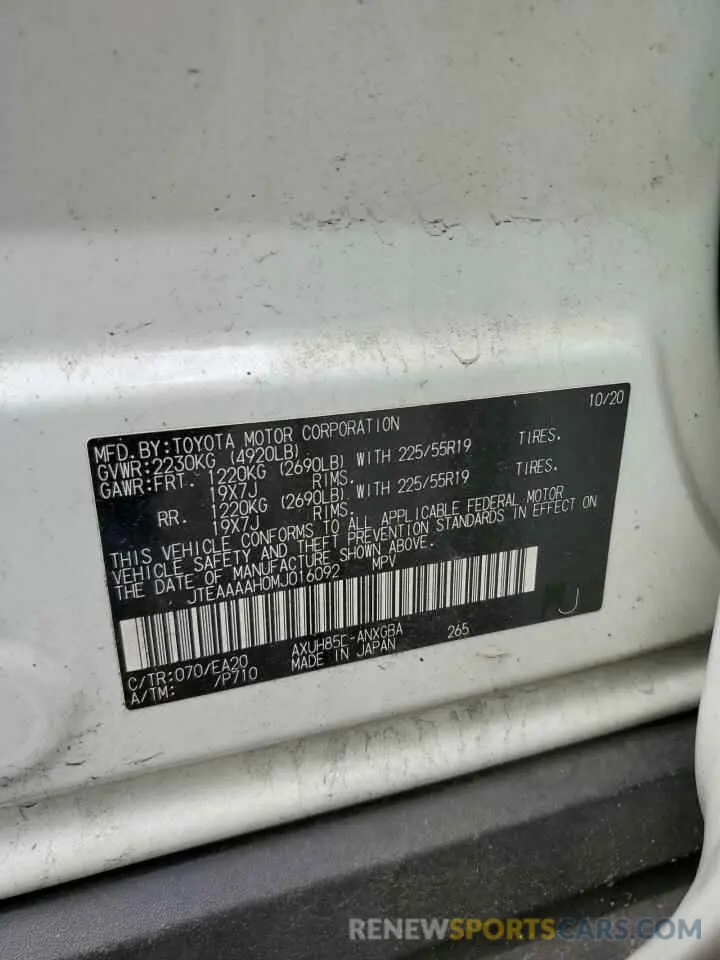 10/20
MFD.BY:TOYOTA MOTOR CORPORATION
GVWR:2230KG (4920LB)
GAWR:FRT. 1220KG (2690LB) WITH 225/55R19 TIRES.
19X7J RIMS.
RR. 1220KG (2690LB) WITH 225/55R19 TIRES.
19X7J RIMS.
THIS VEHICLE CONFORMS TO ALL APPLICABLE FEDERAL MOTOR
VEHICLE SAFETY AND THEFT PREVENTION STANDARDS IN EFFECT ON
THE DATE OF MANUFACTURE SHOWN ABOVE.
JTEAAAAH0MJ016092 MPV
J
C/TR:070/EA20 AXUH85L-ANXGBA 265
A/TM: /P710 MADE IN JAPAN
RENEWSPORTSCARS.COM